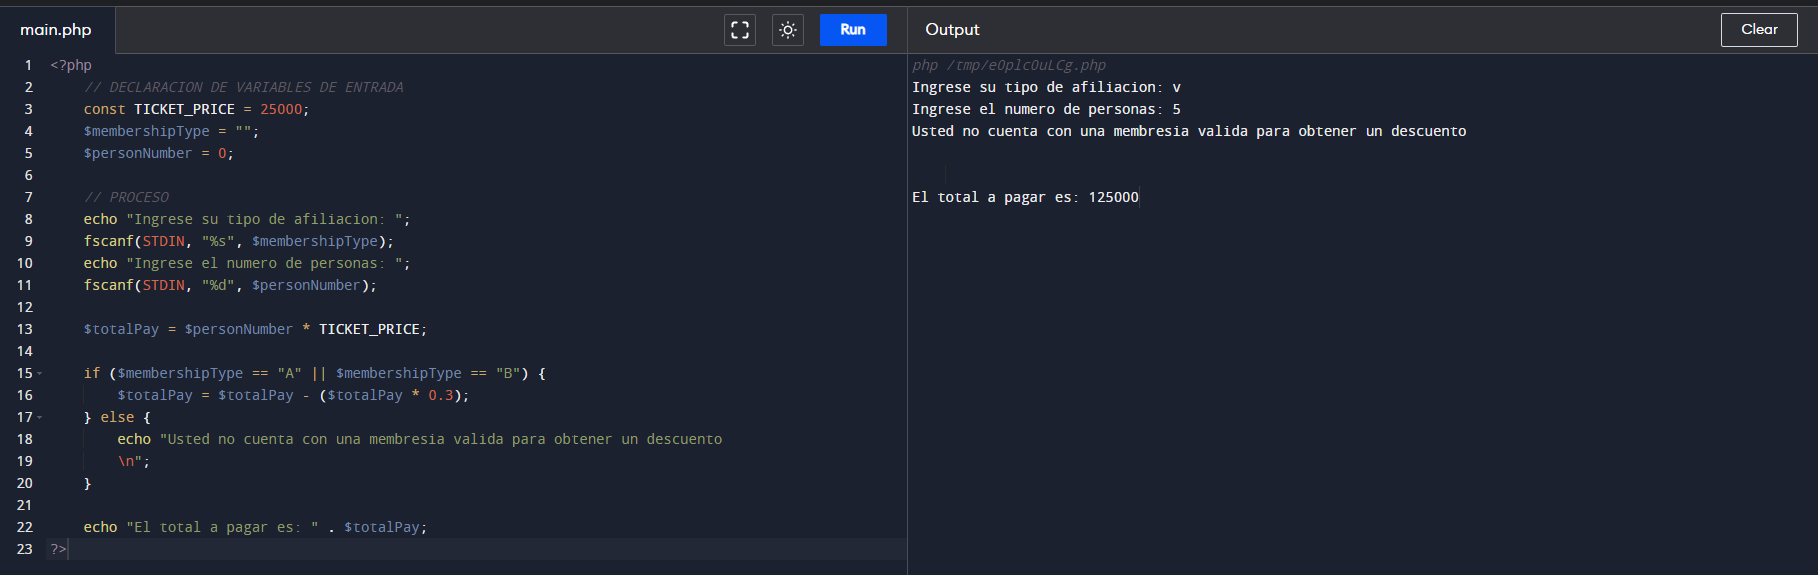 main.php
Run
1 <?php
2 // DECLARACION DE VARIABLES DE ENTRADA
3 const TICKET_PRICE = 25000;
4 $membershipType = "";
5 $personNumber = 0;
6
7 // PROCESO
8 echo "Ingrese su tipo de afiliacion: ";
9 fscanf(STDIN, "%s", $membershipType);
10 echo "Ingrese el numero de personas: ";
11 fscanf(STDIN, "%d", $personNumber);
12
13 $totalPay = $personNumber * TICKET_PRICE;
14
15 if ($membershipType == "A" || $membershipType == "B") {
16 $totalPay = $totalPay - ($totalPay * 0.3);
17 } else {
18 echo "Usted no cuenta con una membresia valida para obtener un descuento
19 \n";
20 }
21
22 echo "El total a pagar es: " . $totalPay;
23 ?>
Output
Clear
php /tmp/eOplcOuLCg.php
Ingrese su tipo de afiliacion: v
Ingrese el numero de personas: 5
Usted no cuenta con una membresia valida para obtener un descuento
El total a pagar es: 125000